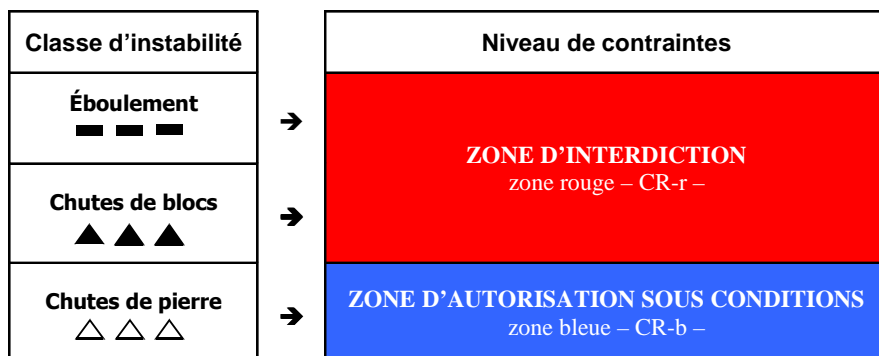 Classe d’instabilité
Niveau de contraintes
Éboulement
➔
ZONE D’INTERDICTION
zone rouge – CR-r –
Chutes de blocs
➔
Chutes de pierre
➔
ZONE D’AUTORISATION SOUS CONDITIONS
zone bleue – CR-b –